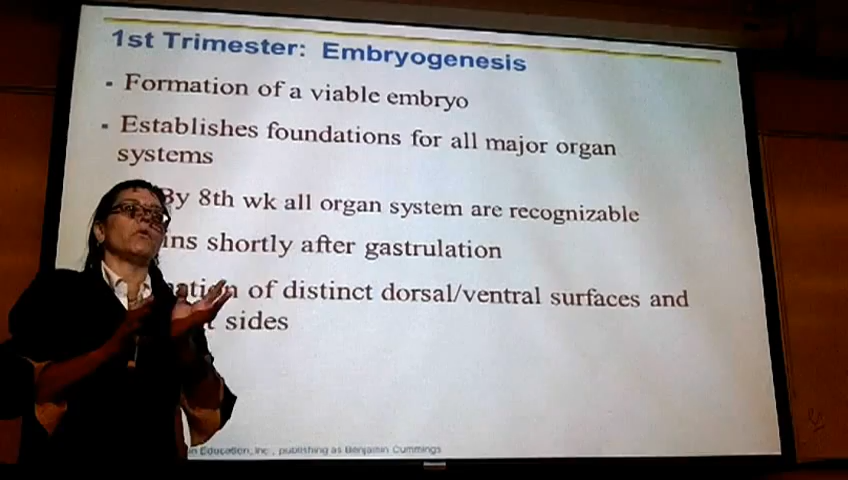 1st Trimester: Embryogenesis
▪ Formation of a viable embryo
▪ Establishes foundations for all major organ
systems
By 8th wk all organ system are recognizable
ins shortly after gastrulation
ation of distinct dorsal/ventral surfaces and
t sides
n Education, Inc., publishing as Benjamin Cummings